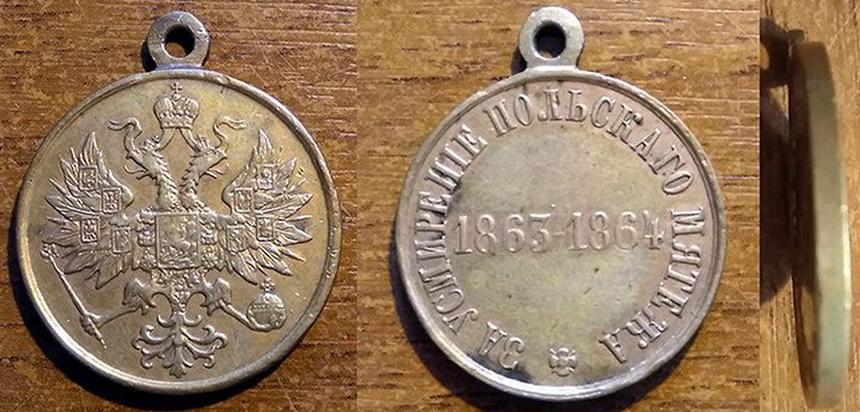 ЗА УСМИРЕНІЕ ПОЛЬСКАГО МЯТЕЖА
1863-1864